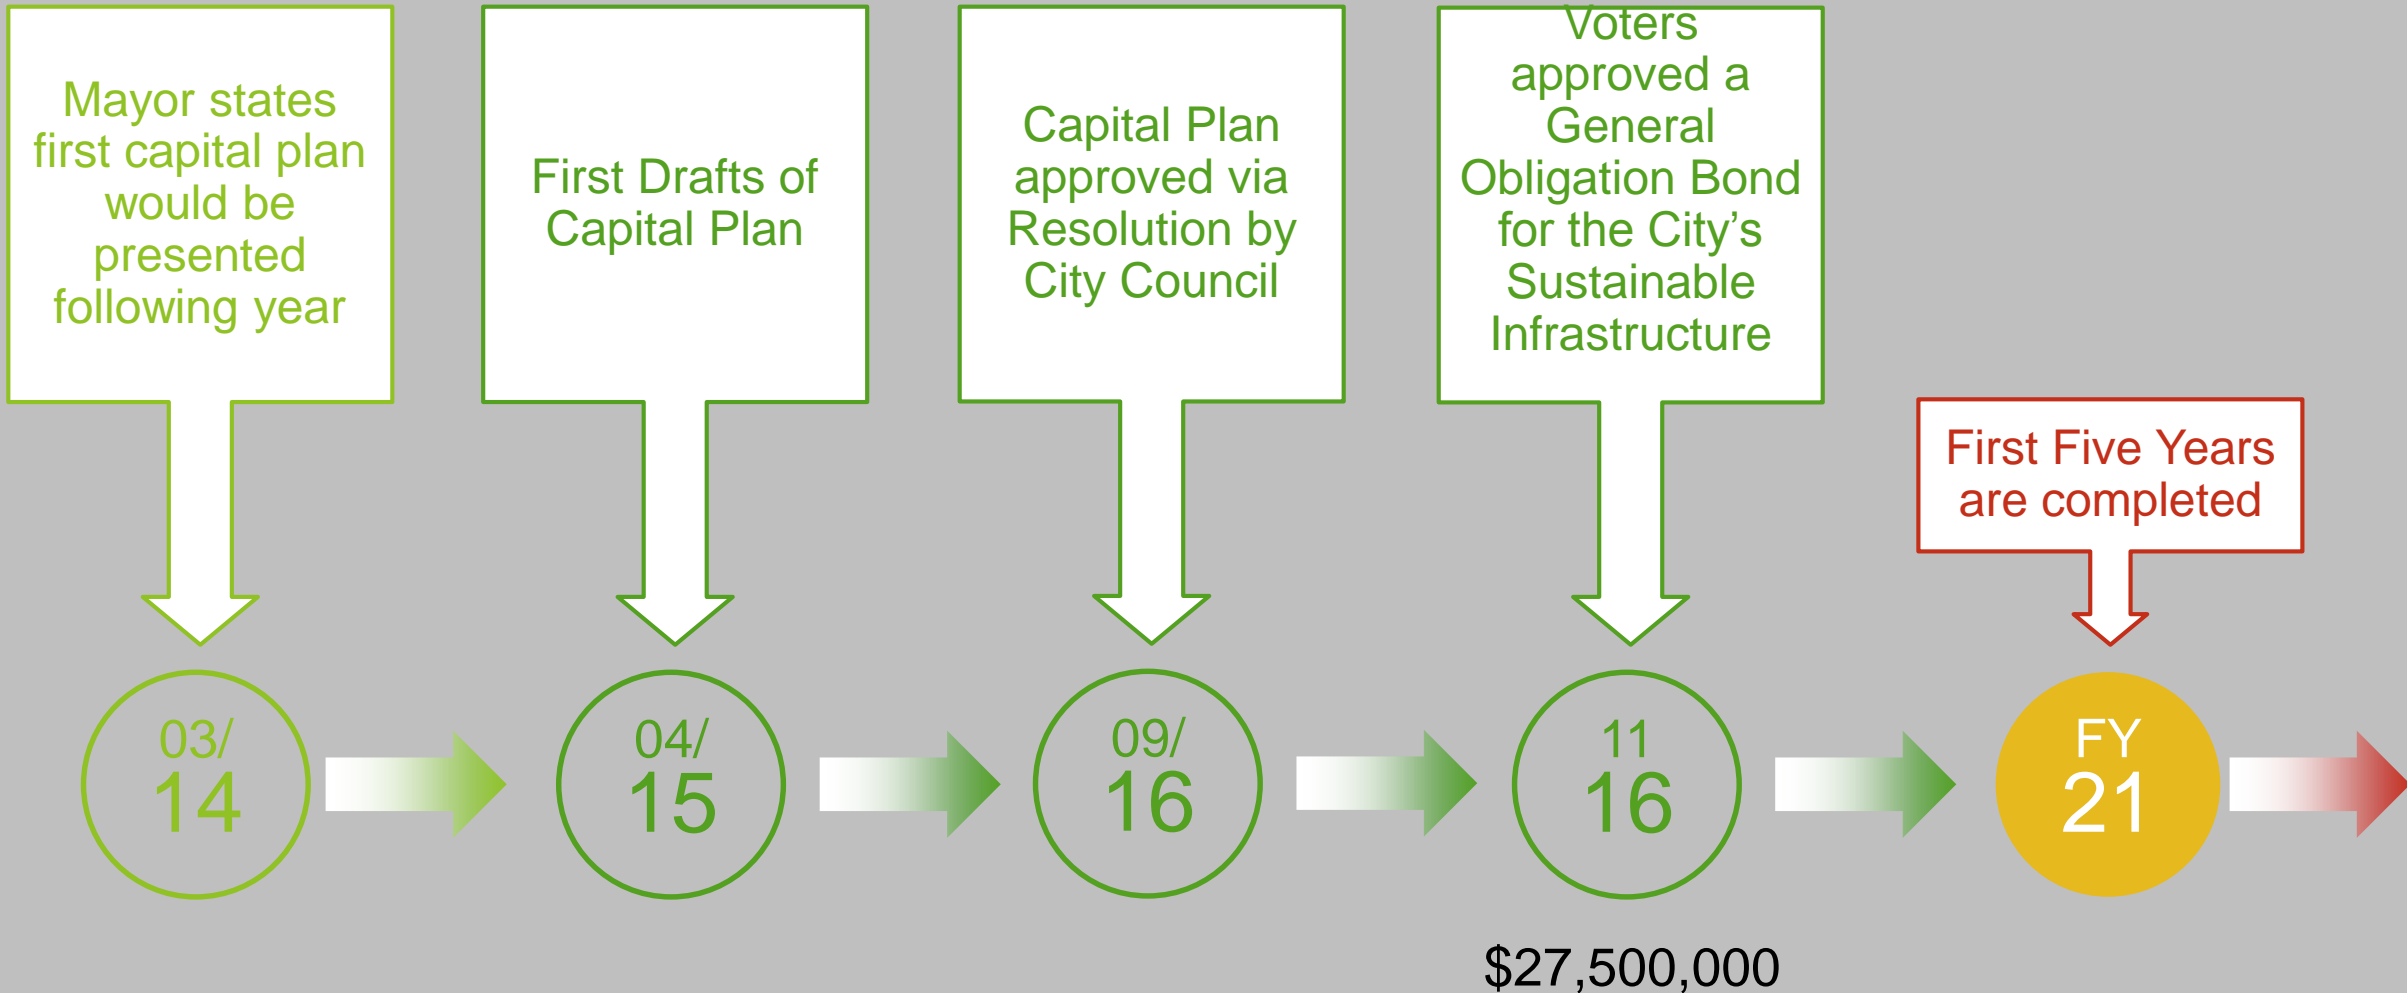 Mayor states
first capital plan
would be
presented
following year
First Drafts of
Capital Plan
Capital Plan
approved via
Resolution by
City Council
Voters
approved a
General
Obligation Bond
for the City’s
Sustainable
Infrastructure
First Five Years
are completed
03/
14
04/
15
09/
16
11
16
FY
21
$27,500,000